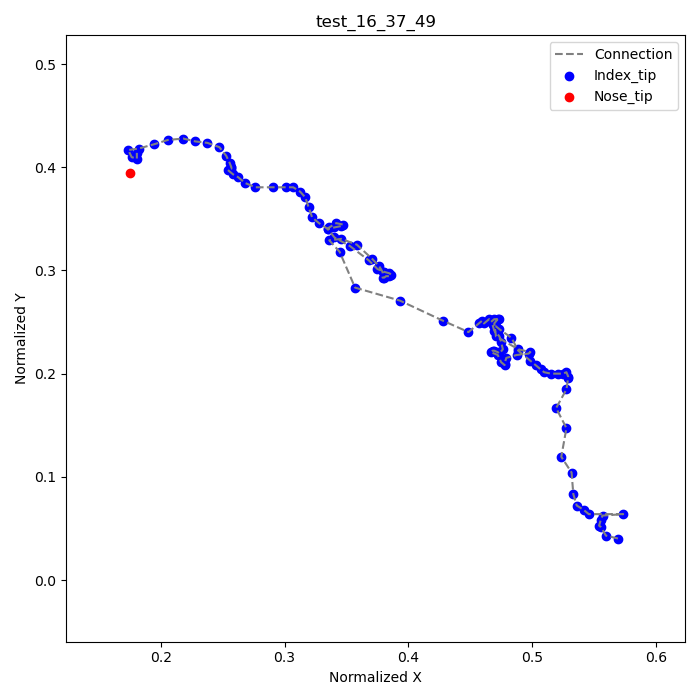 test_16_37_49
Connection
Index_tip
Nose_tip
Normalized Y
0.5
0.4
0.3
0.2
0.1
0.0
0.2
0.3
0.4
0.5
0.6
Normalized X